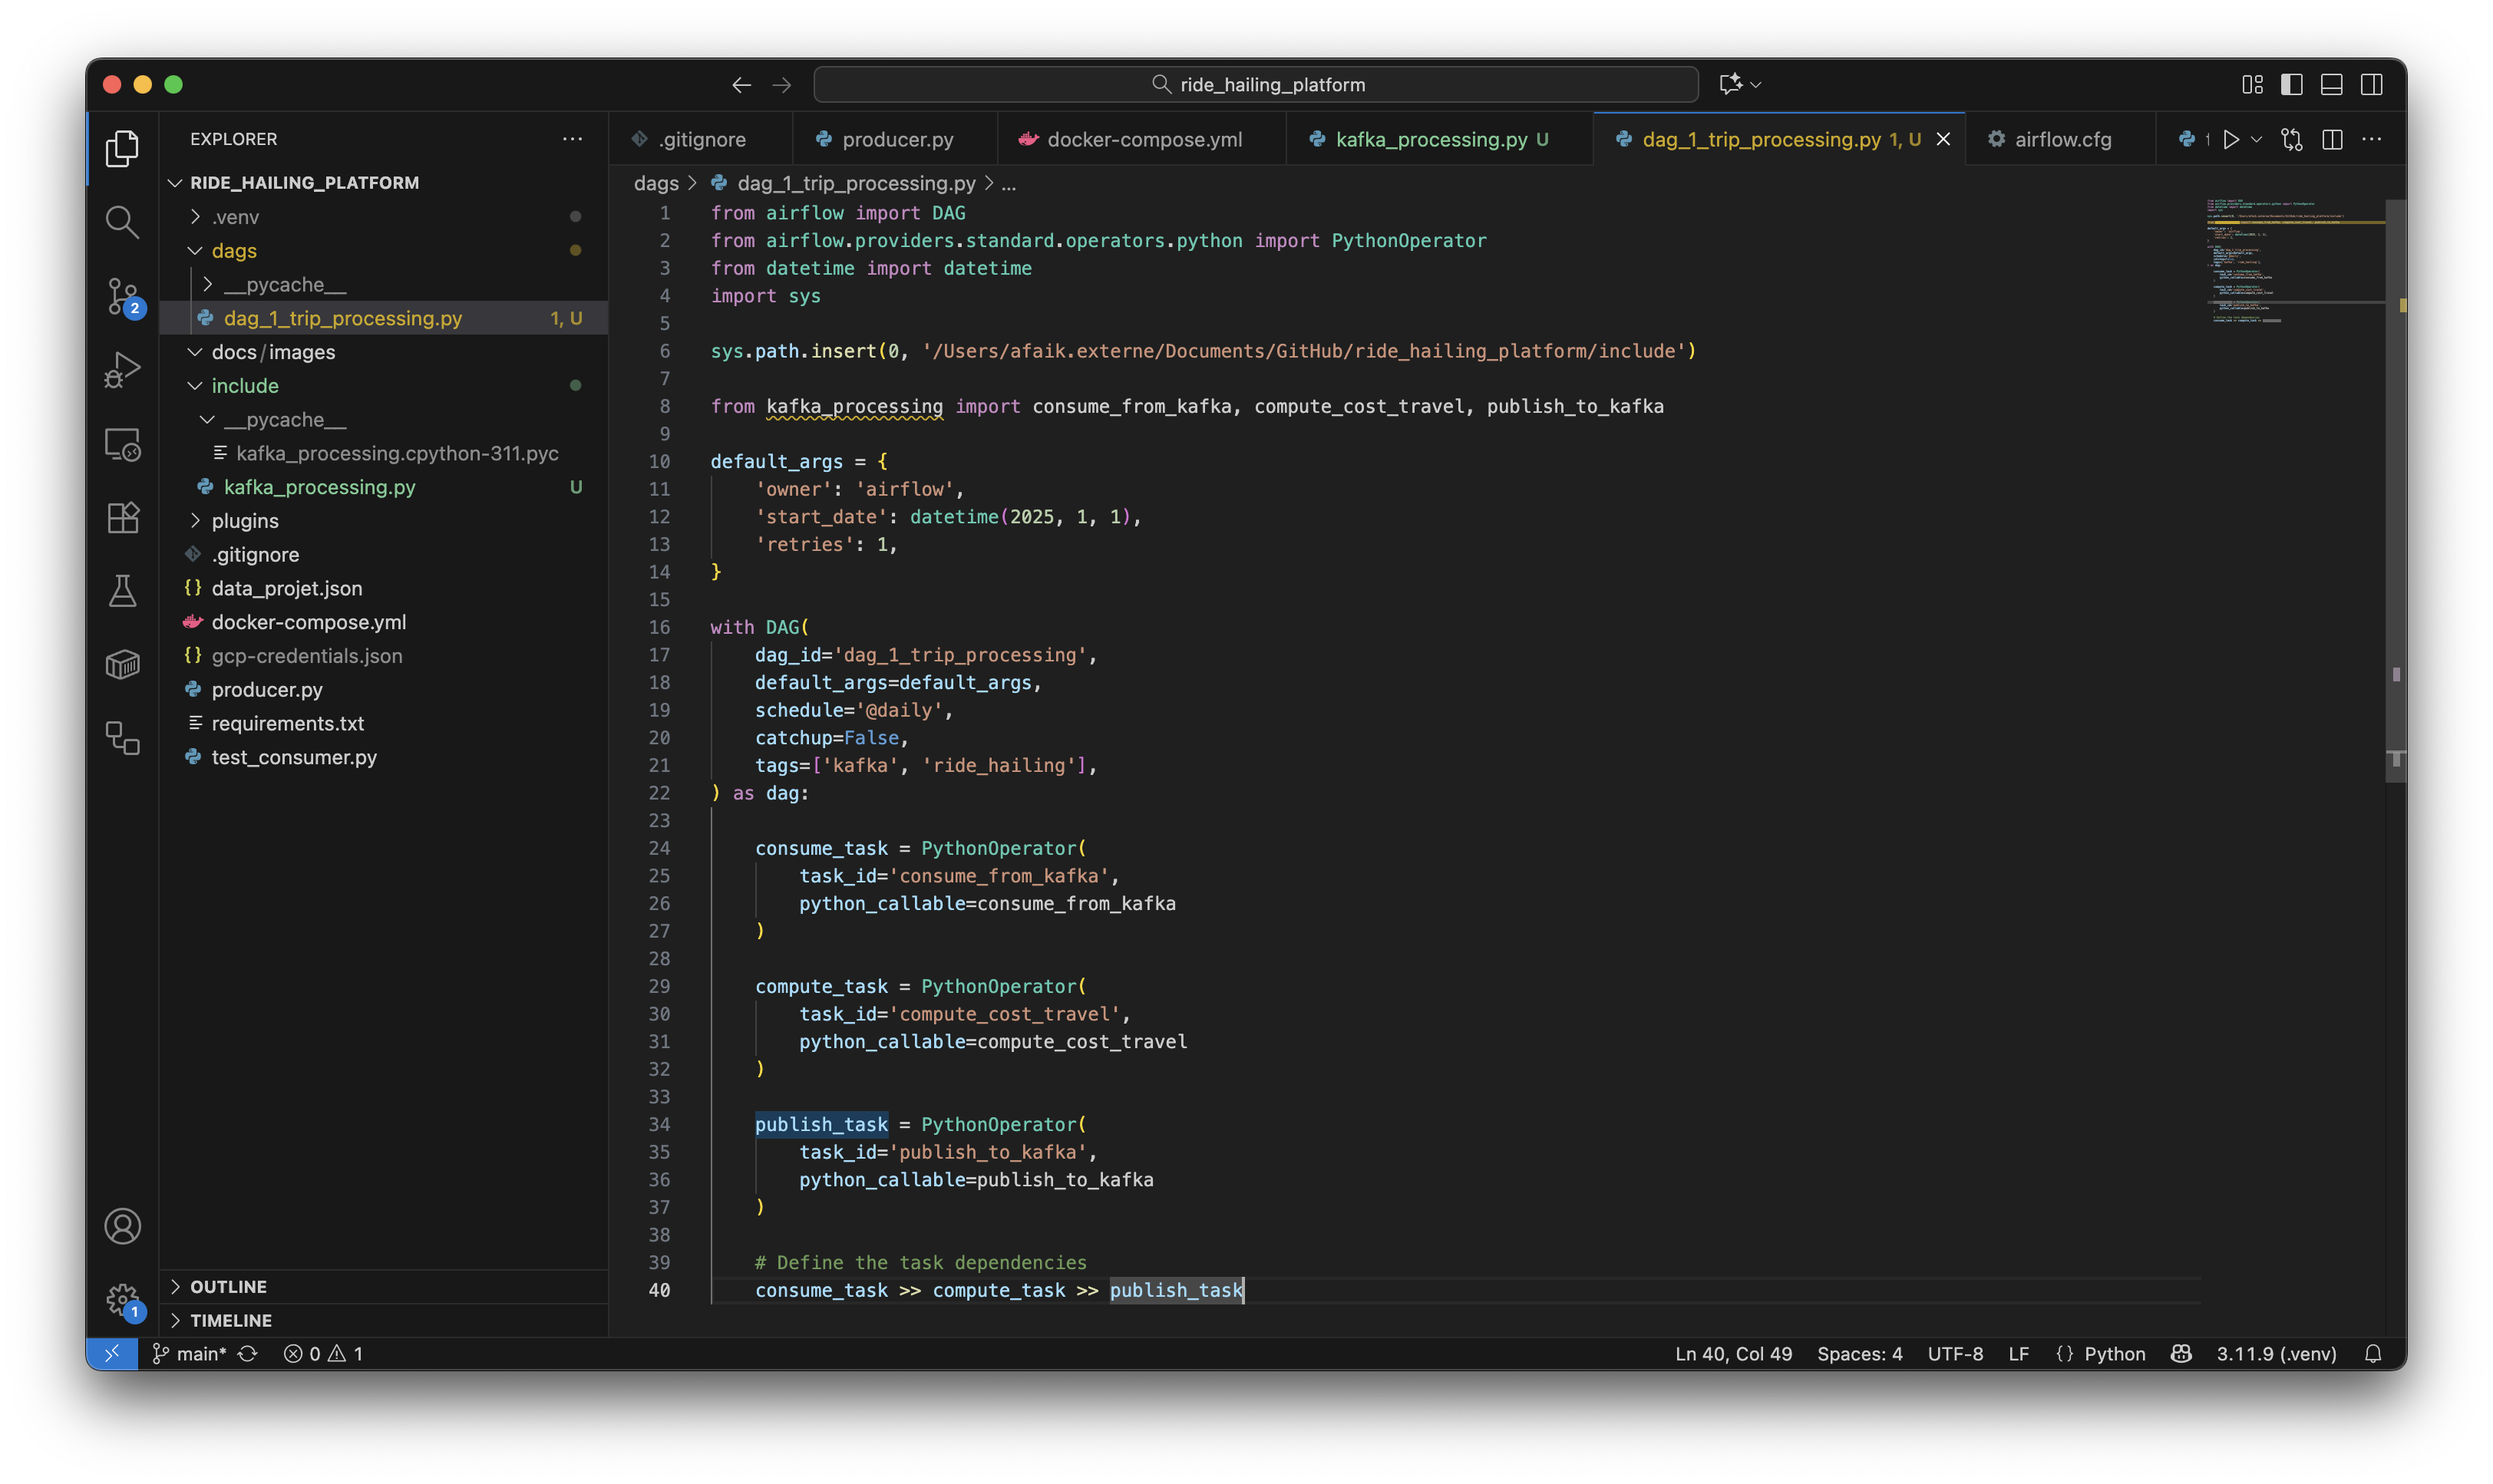 ride_hailing_platform
EXPLORER
RIDE_HAILING_PLATFORM
.venv
dags
__pycache__
dag_1_trip_processing.py 1, U
docs/images
include
__pycache__
kafka_processing.cpython-311.pyc
kafka_processing.py U
plugins
.gitignore
data_projet.json
docker-compose.yml
gcp-credentials.json
producer.py
requirements.txt
test_consumer.py
OUTLINE
TIMELINE
2
1
.gitignore
producer.py
docker-compose.yml
kafka_processing.py U
dag_1_trip_processing.py 1, U
airflow.cfg
dags > dag_1_trip_processing.py > ...
1 from airflow import DAG
2 from airflow.providers.standard.operators.python import PythonOperator
3 from datetime import datetime
4 import sys
5
6 sys.path.insert(0, '/Users/afaik.externe/Documents/GitHub/ride_hailing_platform/include')
7
8 from kafka_processing import consume_from_kafka, compute_cost_travel, publish_to_kafka
9
10 default_args = {
11     'owner': 'airflow',
12     'start_date': datetime(2025, 1, 1),
13     'retries': 1,
14 }
15
16 with DAG(
17     dag_id='dag_1_trip_processing',
18     default_args=default_args,
19     schedule='@daily',
20     catchup=False,
21     tags=['kafka', 'ride_hailing'],
22 ) as dag:
23
24     consume_task = PythonOperator(
25         task_id='consume_from_kafka',
26         python_callable=consume_from_kafka
27     )
28
29     compute_task = PythonOperator(
30         task_id='compute_cost_travel',
31         python_callable=compute_cost_travel
32     )
33
34     publish_task = PythonOperator(
35         task_id='publish_to_kafka',
36         python_callable=publish_to_kafka
37     )
38
39     # Define the task dependencies
40     consume_task >> compute_task >> publish_task
main* 0 1
Ln 40, Col 49 Spaces: 4 UTF-8 LF {} Python 3.11.9 (.venv)